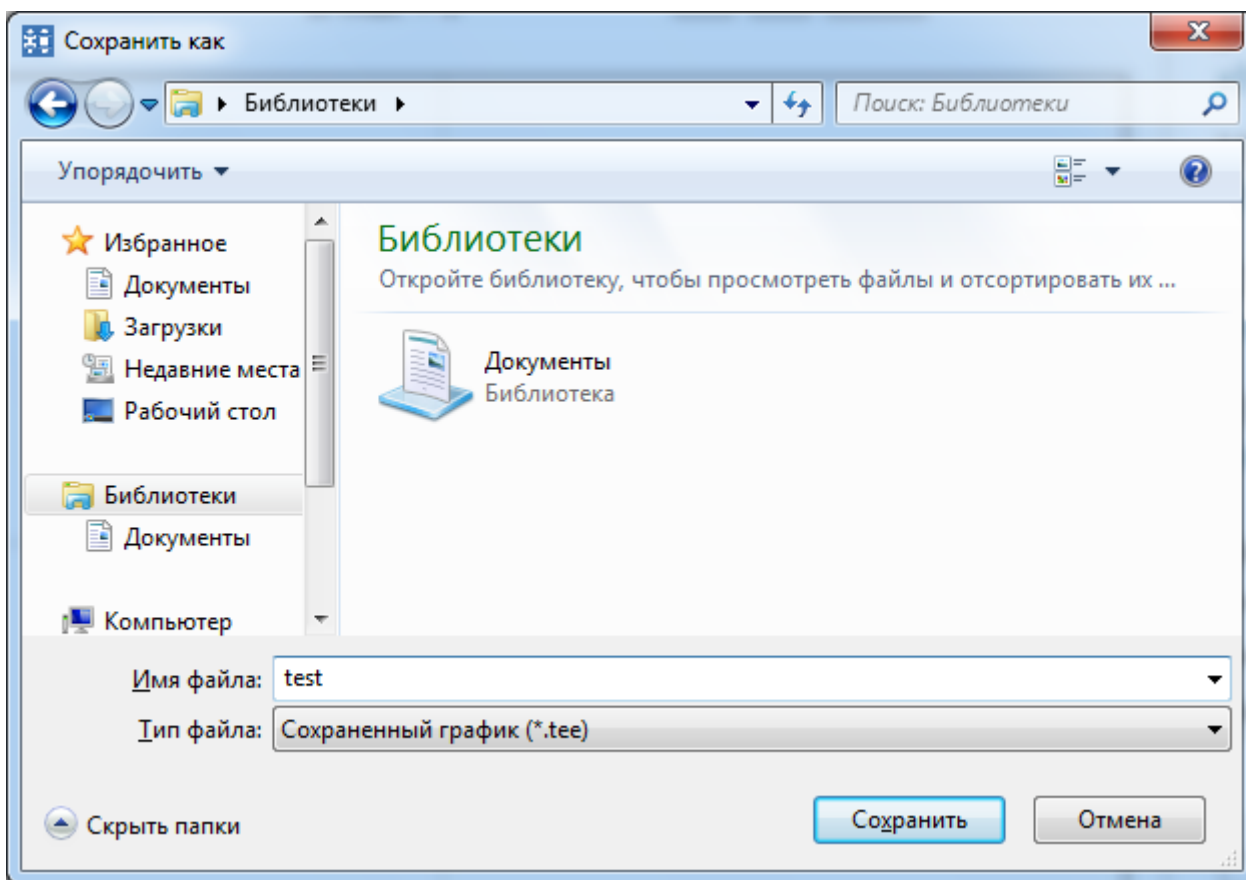 Сохранить как
Библиотеки
Поиск: Библиотеки
Упорядочить
Избранное
Документы
Загрузки
Недавние места
Рабочий стол
Библиотеки
Документы
Компьютер
Библиотеки
Откройте библиотеку, чтобы просмотреть файлы и отсортировать их ...
Документы
Библиотека
Имя файла: test
Тип файла: Сохраненный график (*.tee)
Скрыть папки
Сохранить
Отмена